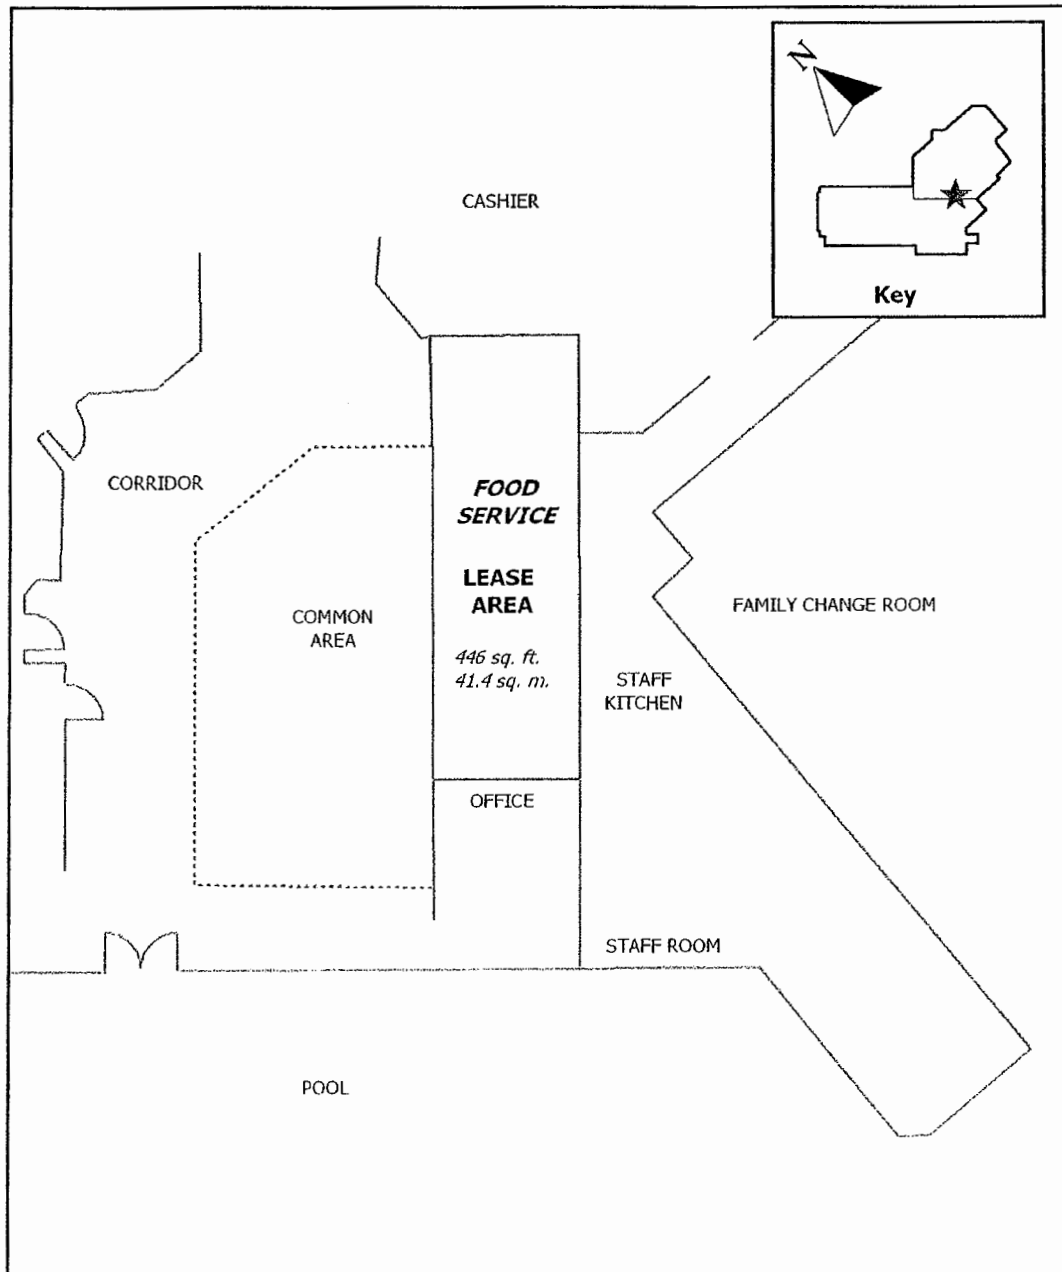 N
Key
CASHIER
CORRIDOR
FOOD
SERVICE
LEASE
AREA
446 sq. ft.
41.4 sq. m.
COMMON
AREA
FAMILY CHANGE ROOM
STAFF
KITCHEN
OFFICE
STAFF ROOM
POOL